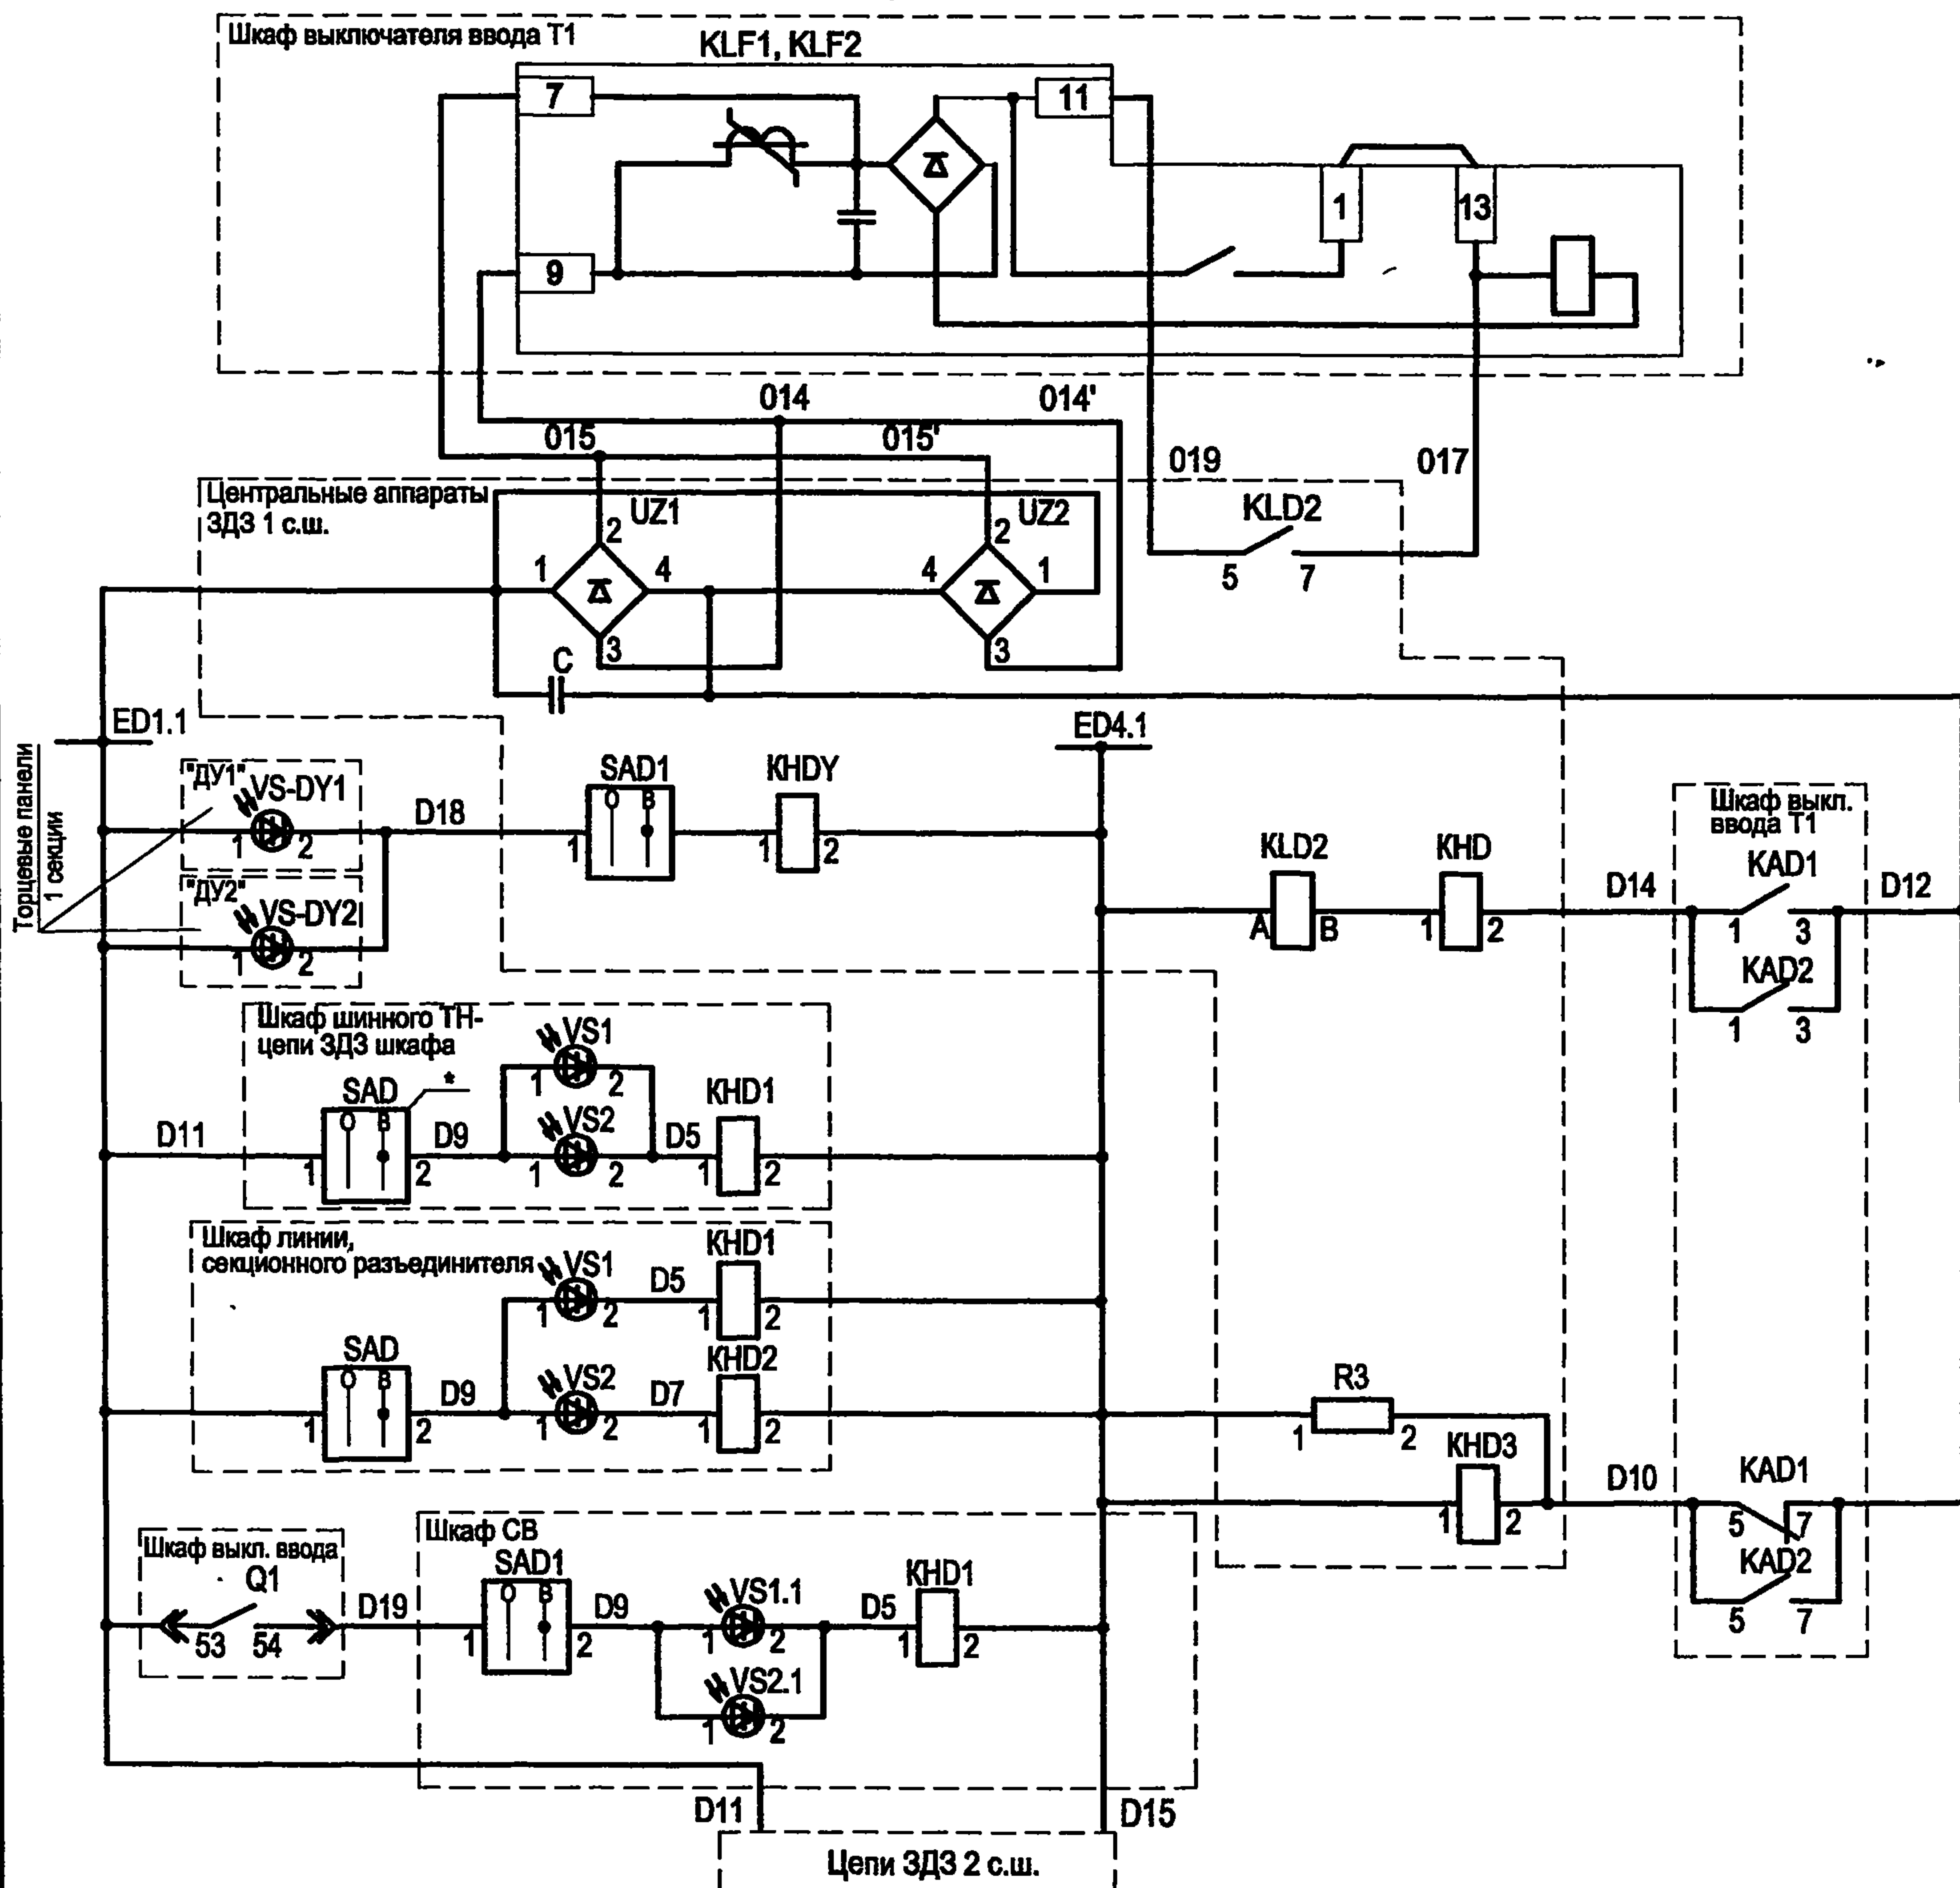 Шкаф выключателя ввода Т1
KLF1, KLF2
7
11
1
13
9
014
014'
015
015'
019
017
Центральные аппараты
ЗДЗ 1 с.ш.
UZ1
UZ2
KLD2
2
2
1
4
4
1
5
7
3
3
C
ED1.1
ED4.1
Торцевые панели
1 секции
"ДУ1"
VS-DY1
D18
SAD1
O
B
KHDY
1
2
1
1
2
"ДУ2"
VS-DY2
1
2
KLD2
KHD
D14
Шкаф выкл.
ввода Т1
KAD1
D12
A
B
1
2
1
3
KAD2
1
3
Шкаф шинного ТН-
цепи ЗДЗ шкафа
VS1
1
2
SAD
*
O
B
D11
D9
VS2
D5
KHD1
1
2
1
2
1
2
Шкаф линии,
секционного разъединителя
VS1
D5
KHD1
1
2
1
2
SAD
O
B
D9
VS2
D7
KHD2
1
2
1
2
1
2
R3
1
2
KHD3
D10
KAD1
1
2
5
7
KAD2
5
7
Шкаф выкл. ввода
Q1
53
54
D19
Шкаф СВ
SAD1
O
B
D9
VS1.1
D5
KHD1
1
2
1
2
1
2
VS2.1
1
2
D11
D15
Цепи ЗДЗ 2 с.ш.